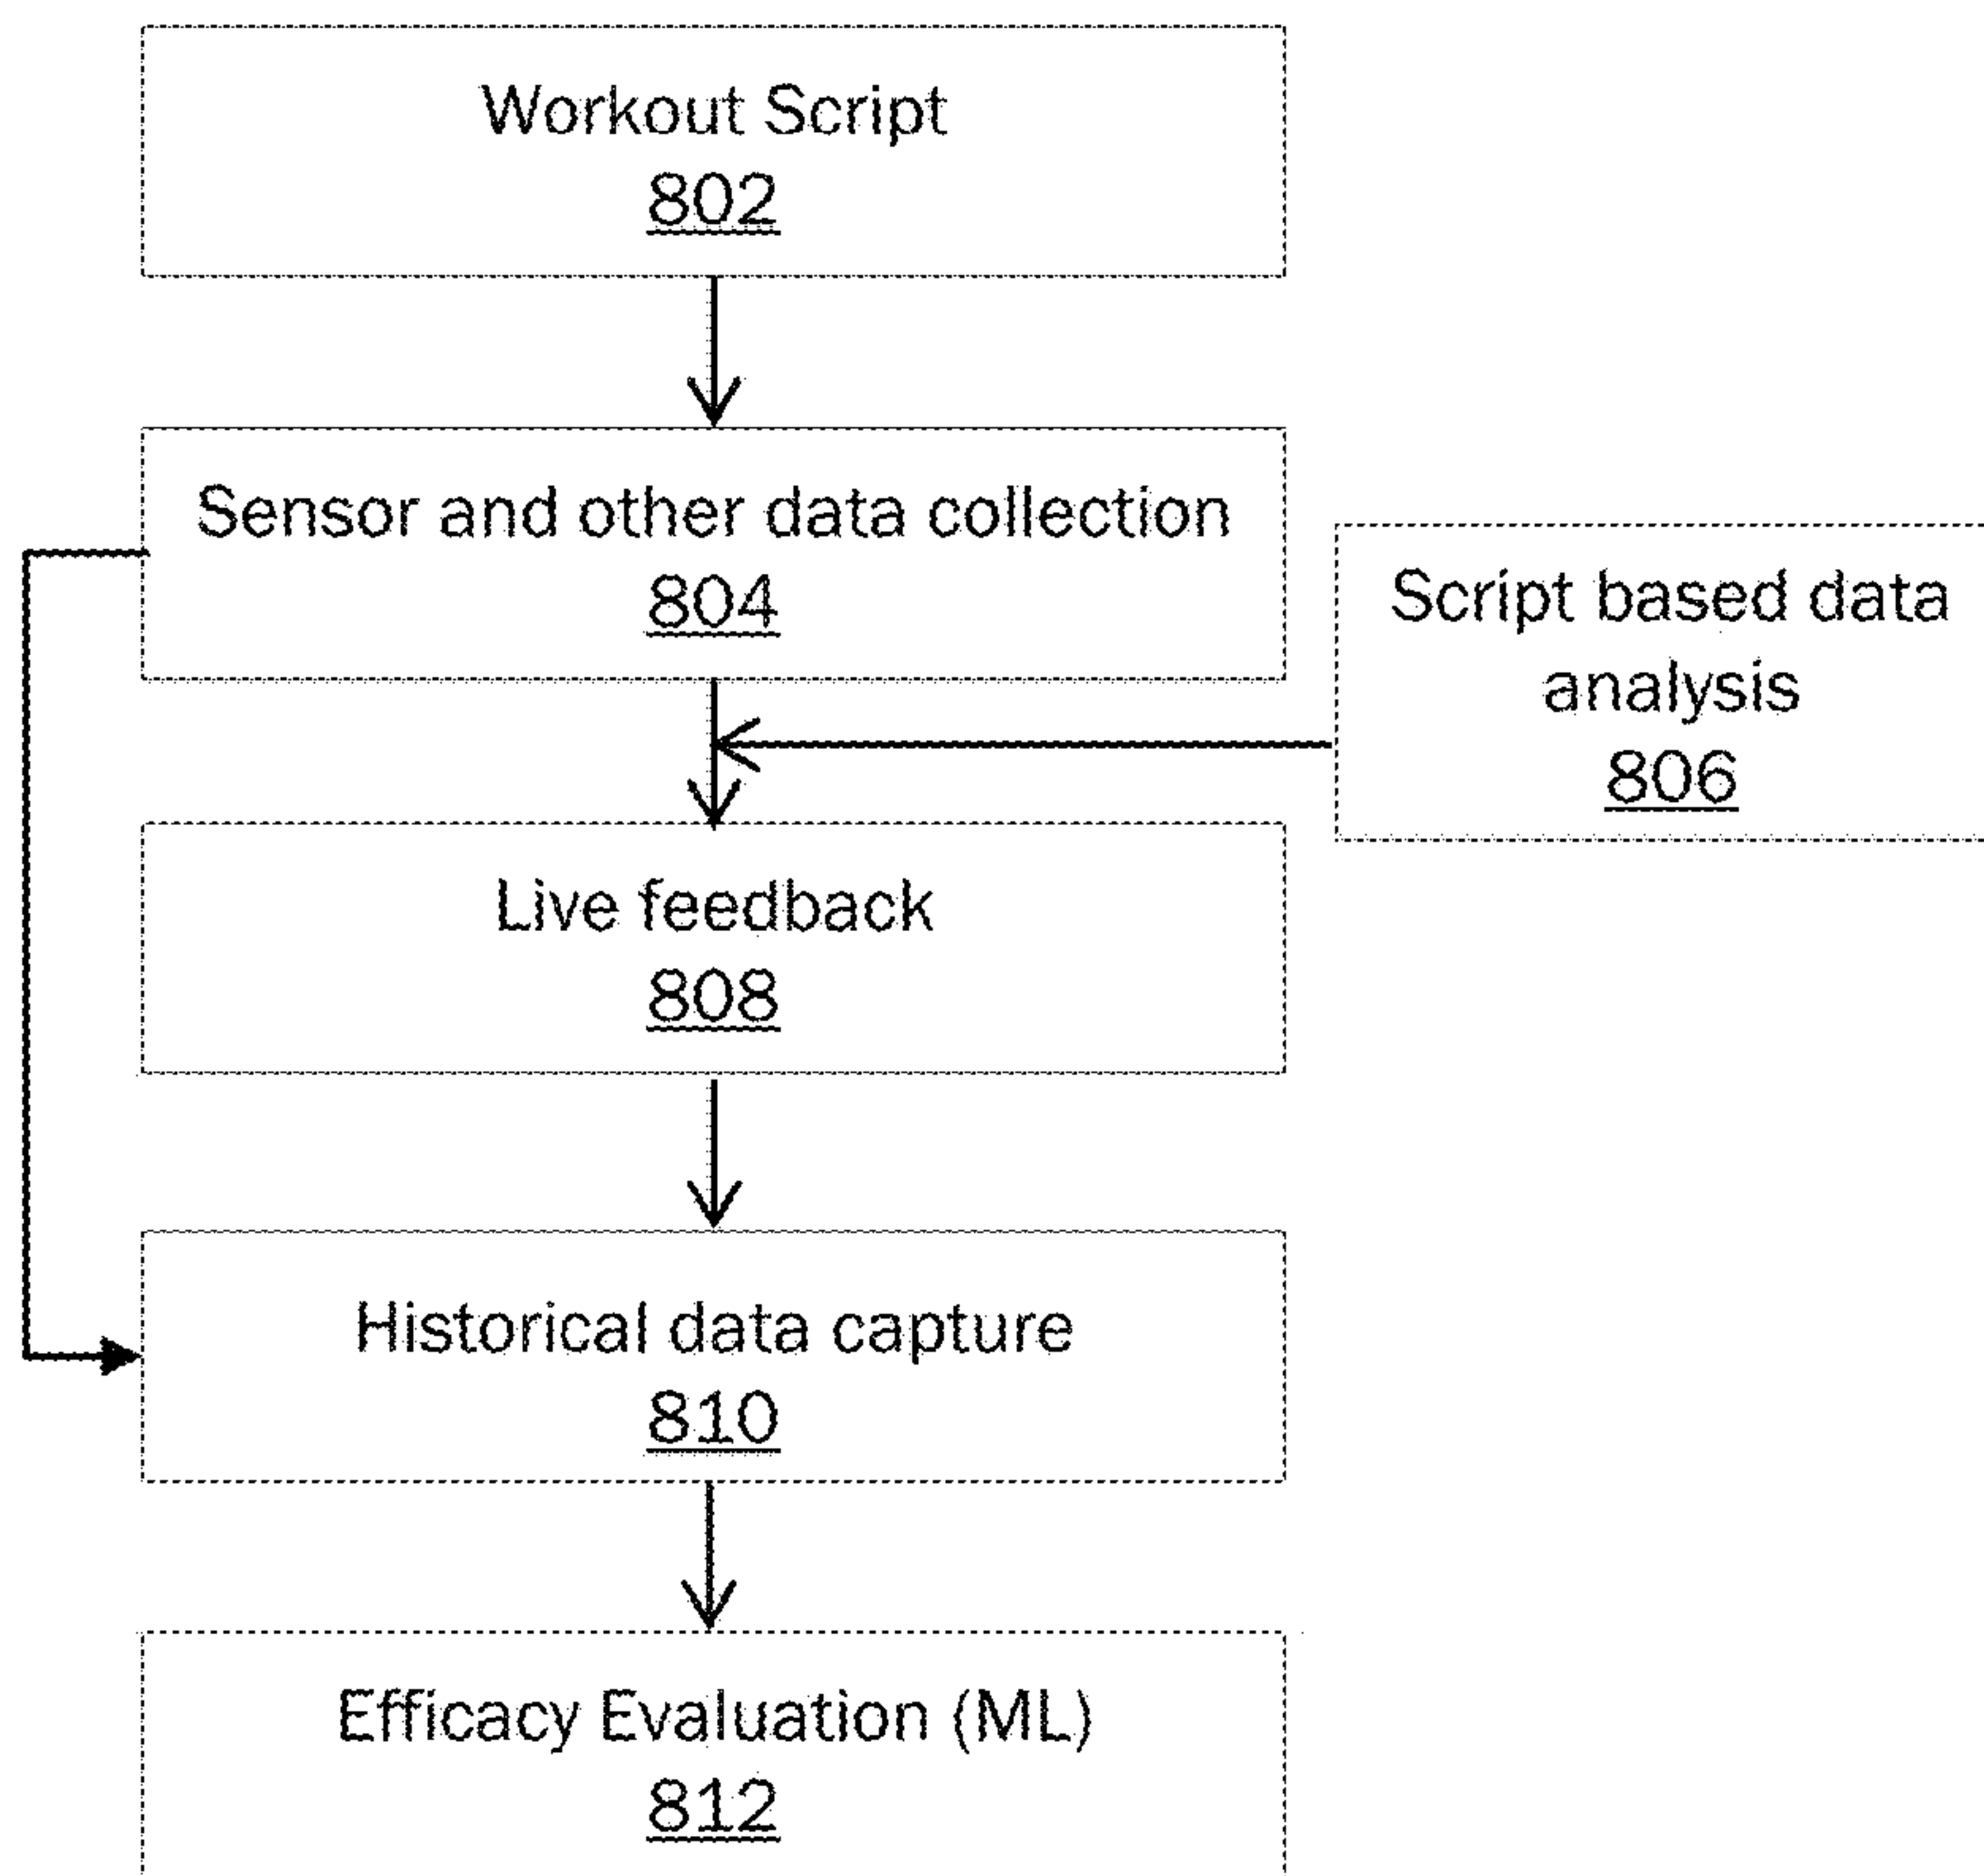 Workout Script
802
Sensor and other data collection
804
Script based data
analysis
806
Live feedback
808
Historical data capture
810
Efficacy Evaluation (ML)
812